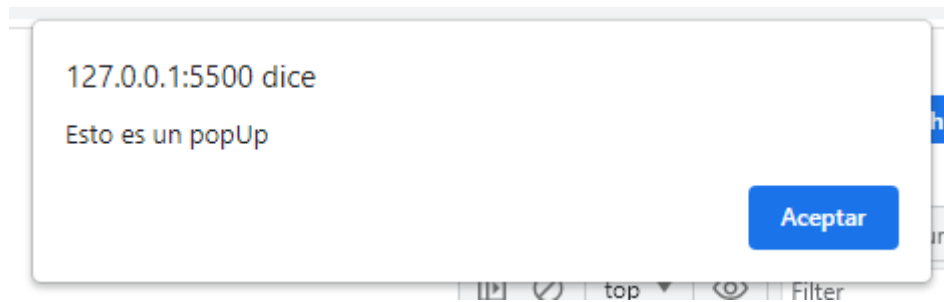 127.0.0.1:5500 dice
Esto es un popUp
Aceptar
top
Filter